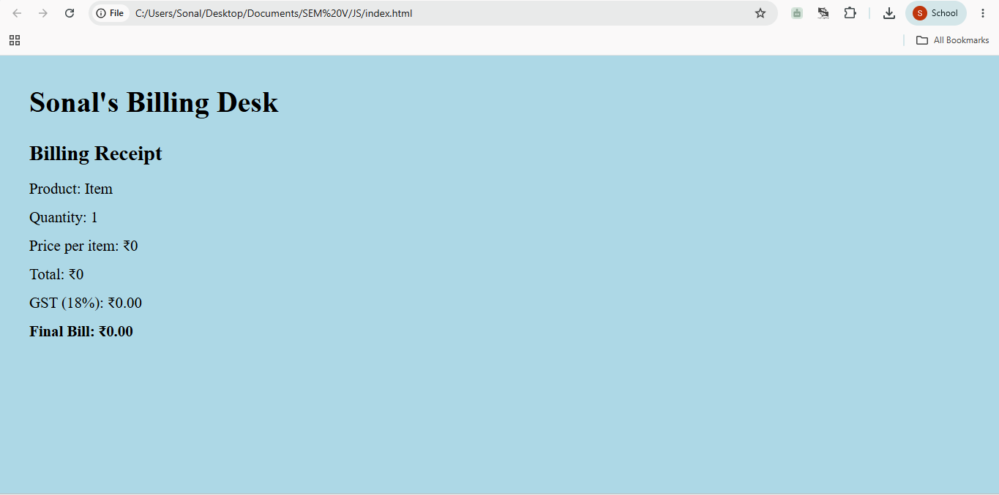 File
C:/Users/Sonal/Desktop/Documents/SEM%20V/JS/index.html
S
School
All Bookmarks
Sonal's Billing Desk
Billing Receipt
Product: Item
Quantity: 1
Price per item: ₹0
Total: ₹0
GST (18%): ₹0.00
Final Bill: ₹0.00